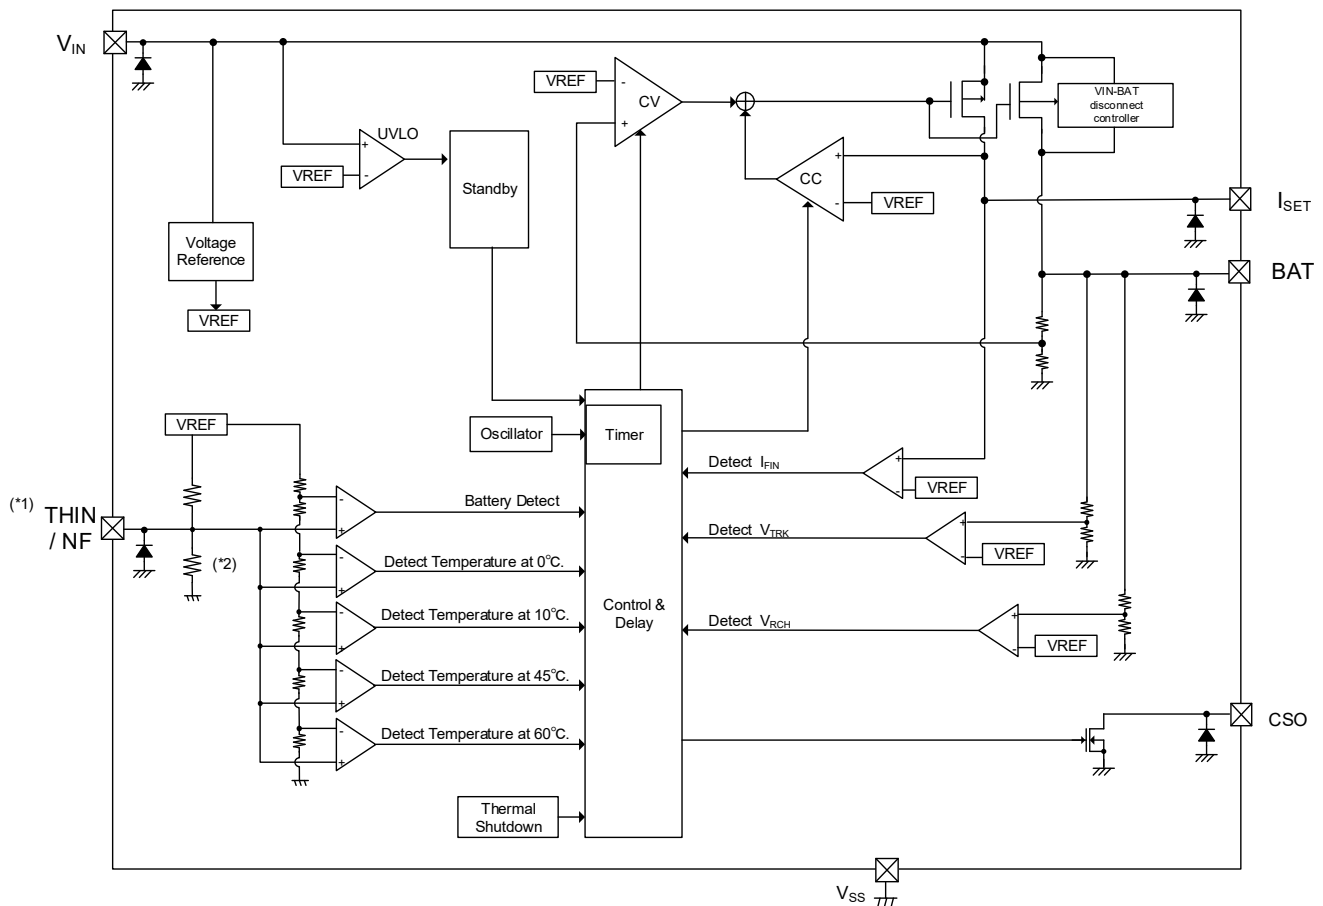 VIN
VREF
-
CV
+
VIN-BAT
disconnect
controller
UVLO
+
VREF
-
Standby
CC
+
-
VREF
ISET
Voltage
Reference
VREF
BAT
VREF
Oscillator
Timer
Detect IFIN
+
-
VREF
(*1)
THIN
/ NF
(*2)
-
+
Battery Detect
Detect VTRK
+
-
VREF
-
+
Detect Temperature at 0℃.
Control &
Delay
-
+
Detect Temperature at 10℃.
Detect VRCH
+
-
VREF
-
+
Detect Temperature at 45℃.
-
+
Detect Temperature at 60℃.
CSO
Thermal
Shutdown
VSS